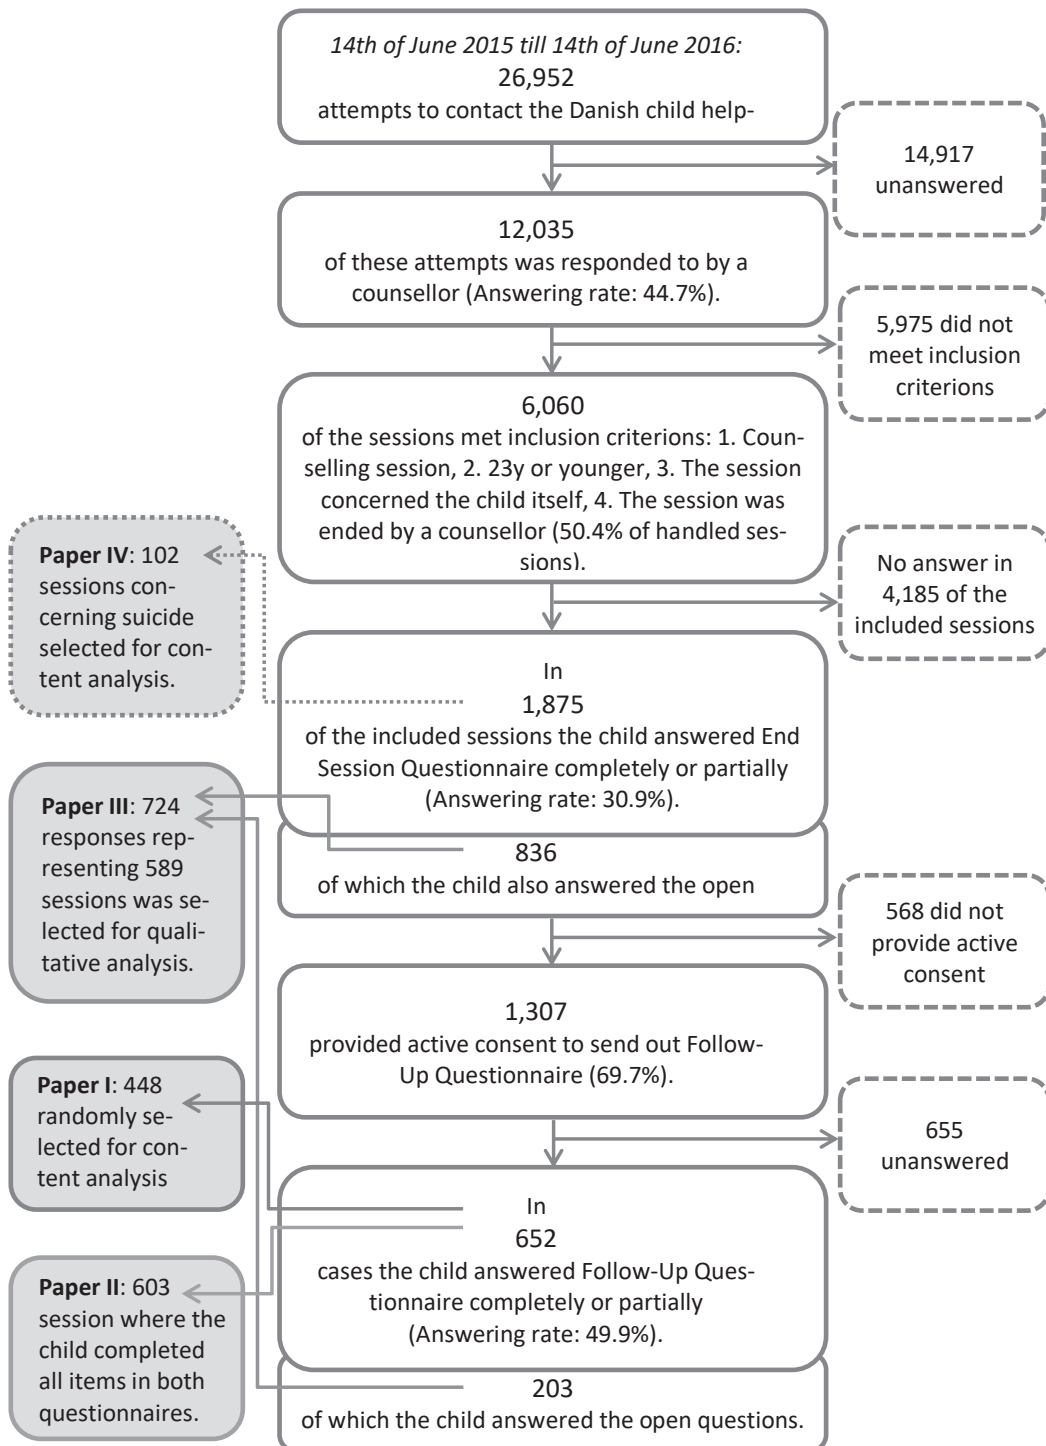 14th of June 2015 till 14th of June 2016:
26,952
attempts to contact the Danish child help-
14,917
unanswered
12,035
of these attempts was responded to by a
counsellor (Answering rate: 44.7%).
5,975 did not
meet inclusion
criterions
6,060
of the sessions met inclusion criterions: 1. Coun-
selling session, 2. 23y or younger, 3. The session
concerned the child itself, 4. The session was
ended by a counsellor (50.4% of handled ses-
sions).
No answer in
4,185 of the
included sessions
Paper IV: 102
sessions con-
cerning suicide
selected for con-
tent analysis.
In
1,875
of the included sessions the child answered End
Session Questionnaire completely or partially
(Answering rate: 30.9%).
836
of which the child also answered the open
Paper III: 724
responses rep-
resenting 589
sessions was se-
lected for quali-
tative analysis.
568 did not
provide active
consent
1,307
provided active consent to send out Follow-
Up Questionnaire (69.7%).
Paper I: 448
randomly se-
lected for con-
tent analysis
655
unanswered
In
652
cases the child answered Follow-Up Ques-
tionnaire completely or partially
(Answering rate: 49.9%).
Paper II: 603
session where the
child completed
all items in both
questionnaires.
203
of which the child answered the open questions.